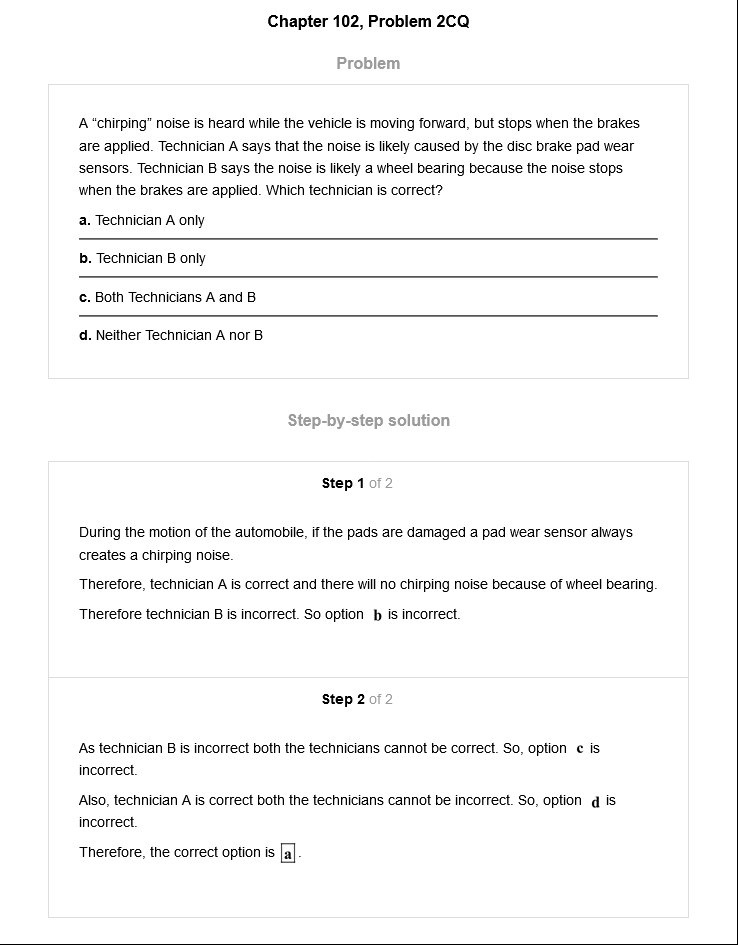 Chapter 102, Problem 2CQ
Problem
A “chirping” noise is heard while the vehicle is moving forward, but stops when the brakes
are applied. Technician A says that the noise is likely caused by the disc brake pad wear
sensors. Technician B says the noise is likely a wheel bearing because the noise stops
when the brakes are applied. Which technician is correct?
a. Technician A only
b. Technician B only
c. Both Technicians A and B
d. Neither Technician A nor B
Step-by-step solution
Step 1 of 2
During the motion of the automobile, if the pads are damaged a pad wear sensor always
creates a chirping noise.
Therefore, technician A is correct and there will no chirping noise because of wheel bearing.
Therefore technician B is incorrect. So option b is incorrect.
Step 2 of 2
As technician B is incorrect both the technicians cannot be correct. So, option c is
incorrect.
Also, technician A is correct both the technicians cannot be incorrect. So, option d is
incorrect.
Therefore, the correct option is a .